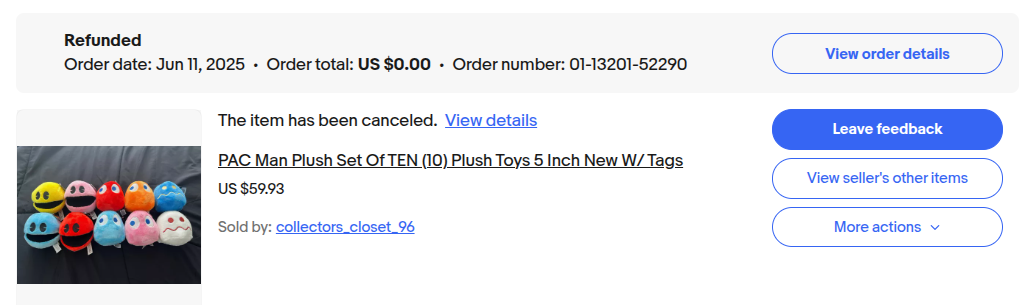 Refunded
Order date: Jun 11, 2025 • Order total: US $0.00 • Order number: 01-13201-52290
View order details
The item has been canceled. View details
Leave feedback
PAC Man Plush Set Of TEN (10) Plush Toys 5 Inch New W/ Tags
US $59.93
View seller's other items
Sold by: collectors_closet_96
More actions